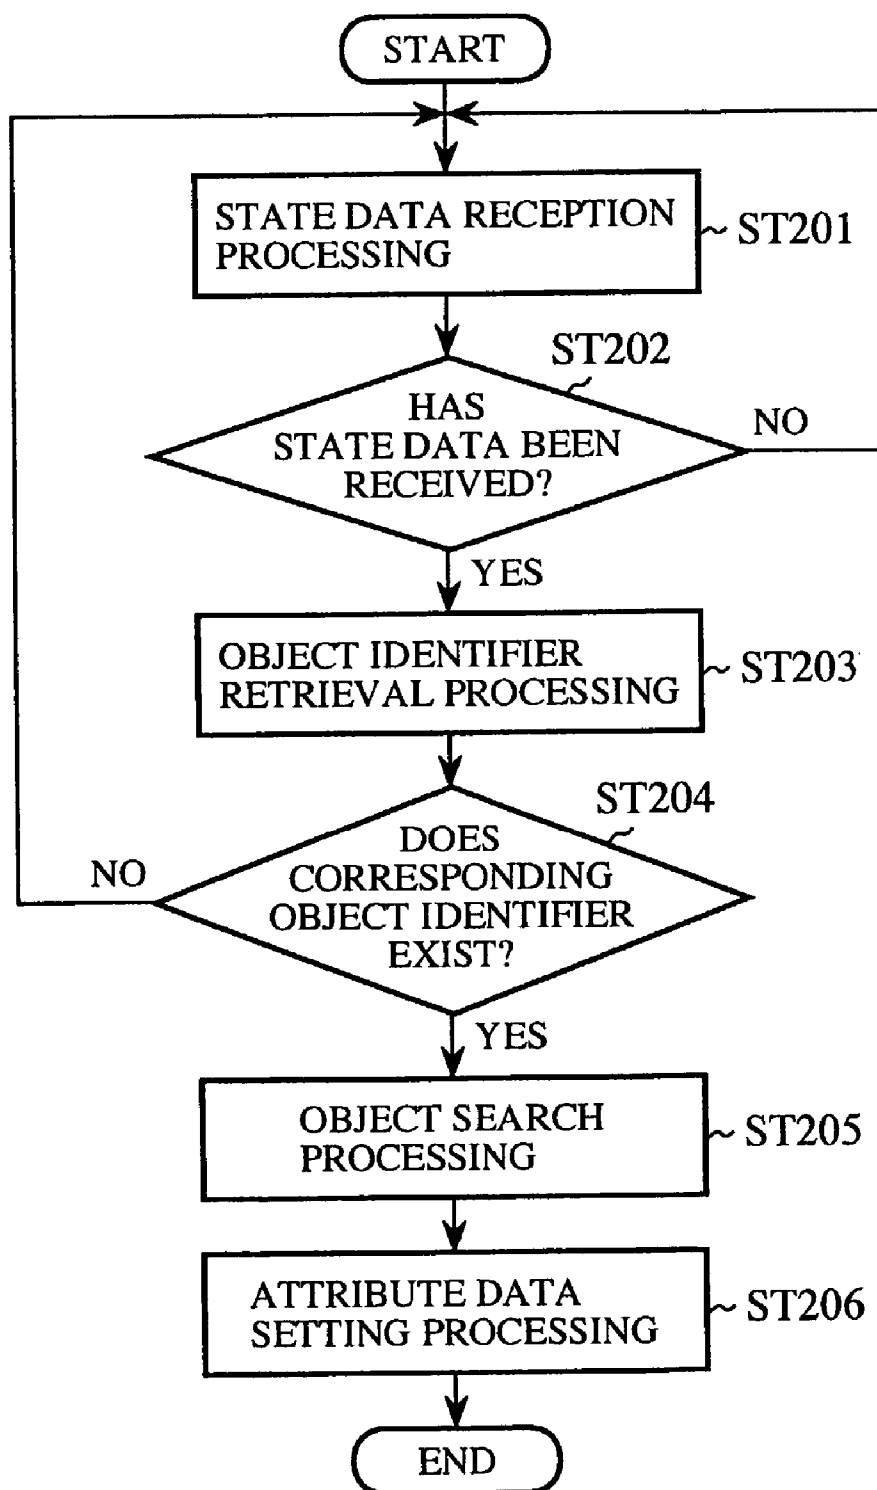 START
STATE DATA RECEPTION
PROCESSING
ST201
ST202
HAS
STATE DATA BEEN
RECEIVED?
NO
YES
OBJECT IDENTIFIER
RETRIEVAL PROCESSING
ST203
ST204
DOES
CORRESPONDING
OBJECT IDENTIFIER
EXIST?
NO
YES
OBJECT SEARCH
PROCESSING
ST205
ATTRIBUTE DATA
SETTING PROCESSING
ST206
END